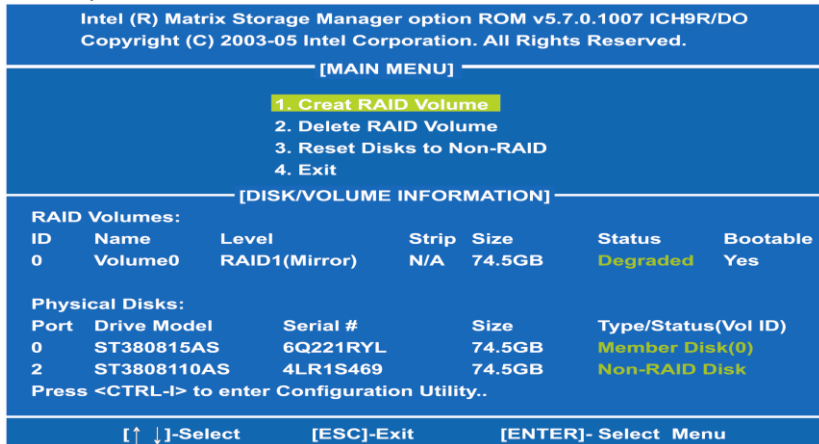 Intel (R) Matrix Storage Manager option ROM v5.7.0.1007 ICH9R/DO
Copyright (C) 2003-05 Intel Corporation. All Rights Reserved.
[MAIN MENU]
1. Creat RAID Volume
2. Delete RAID Volume
3. Reset Disks to Non-RAID
4. Exit
[DISK/VOLUME INFORMATION]
RAID Volumes:
ID Name Level Strip Size Status Bootable
0 Volume0 RAID1(Mirror) N/A 74.5GB Degraded Yes
Physical Disks:
Port Drive Model Serial # Size Type/Status(Vol ID)
0 ST380815AS 6Q221RYL 74.5GB Member Disk(0)
2 ST3808110AS 4LR1S469 74.5GB Non-RAID Disk
Press <CTRL-I> to enter Configuration Utility..
[↑ ↓]-Select [ESC]-Exit [ENTER]- Select Menu